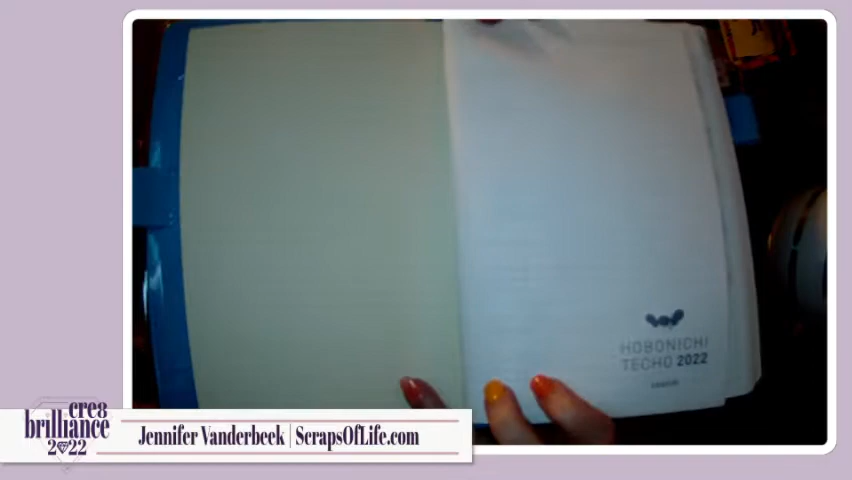 HOBONICHI
TECHO 2022
cre8
brilliance
2022
Jennifer Vanderbeek | ScrapsOfLife.com